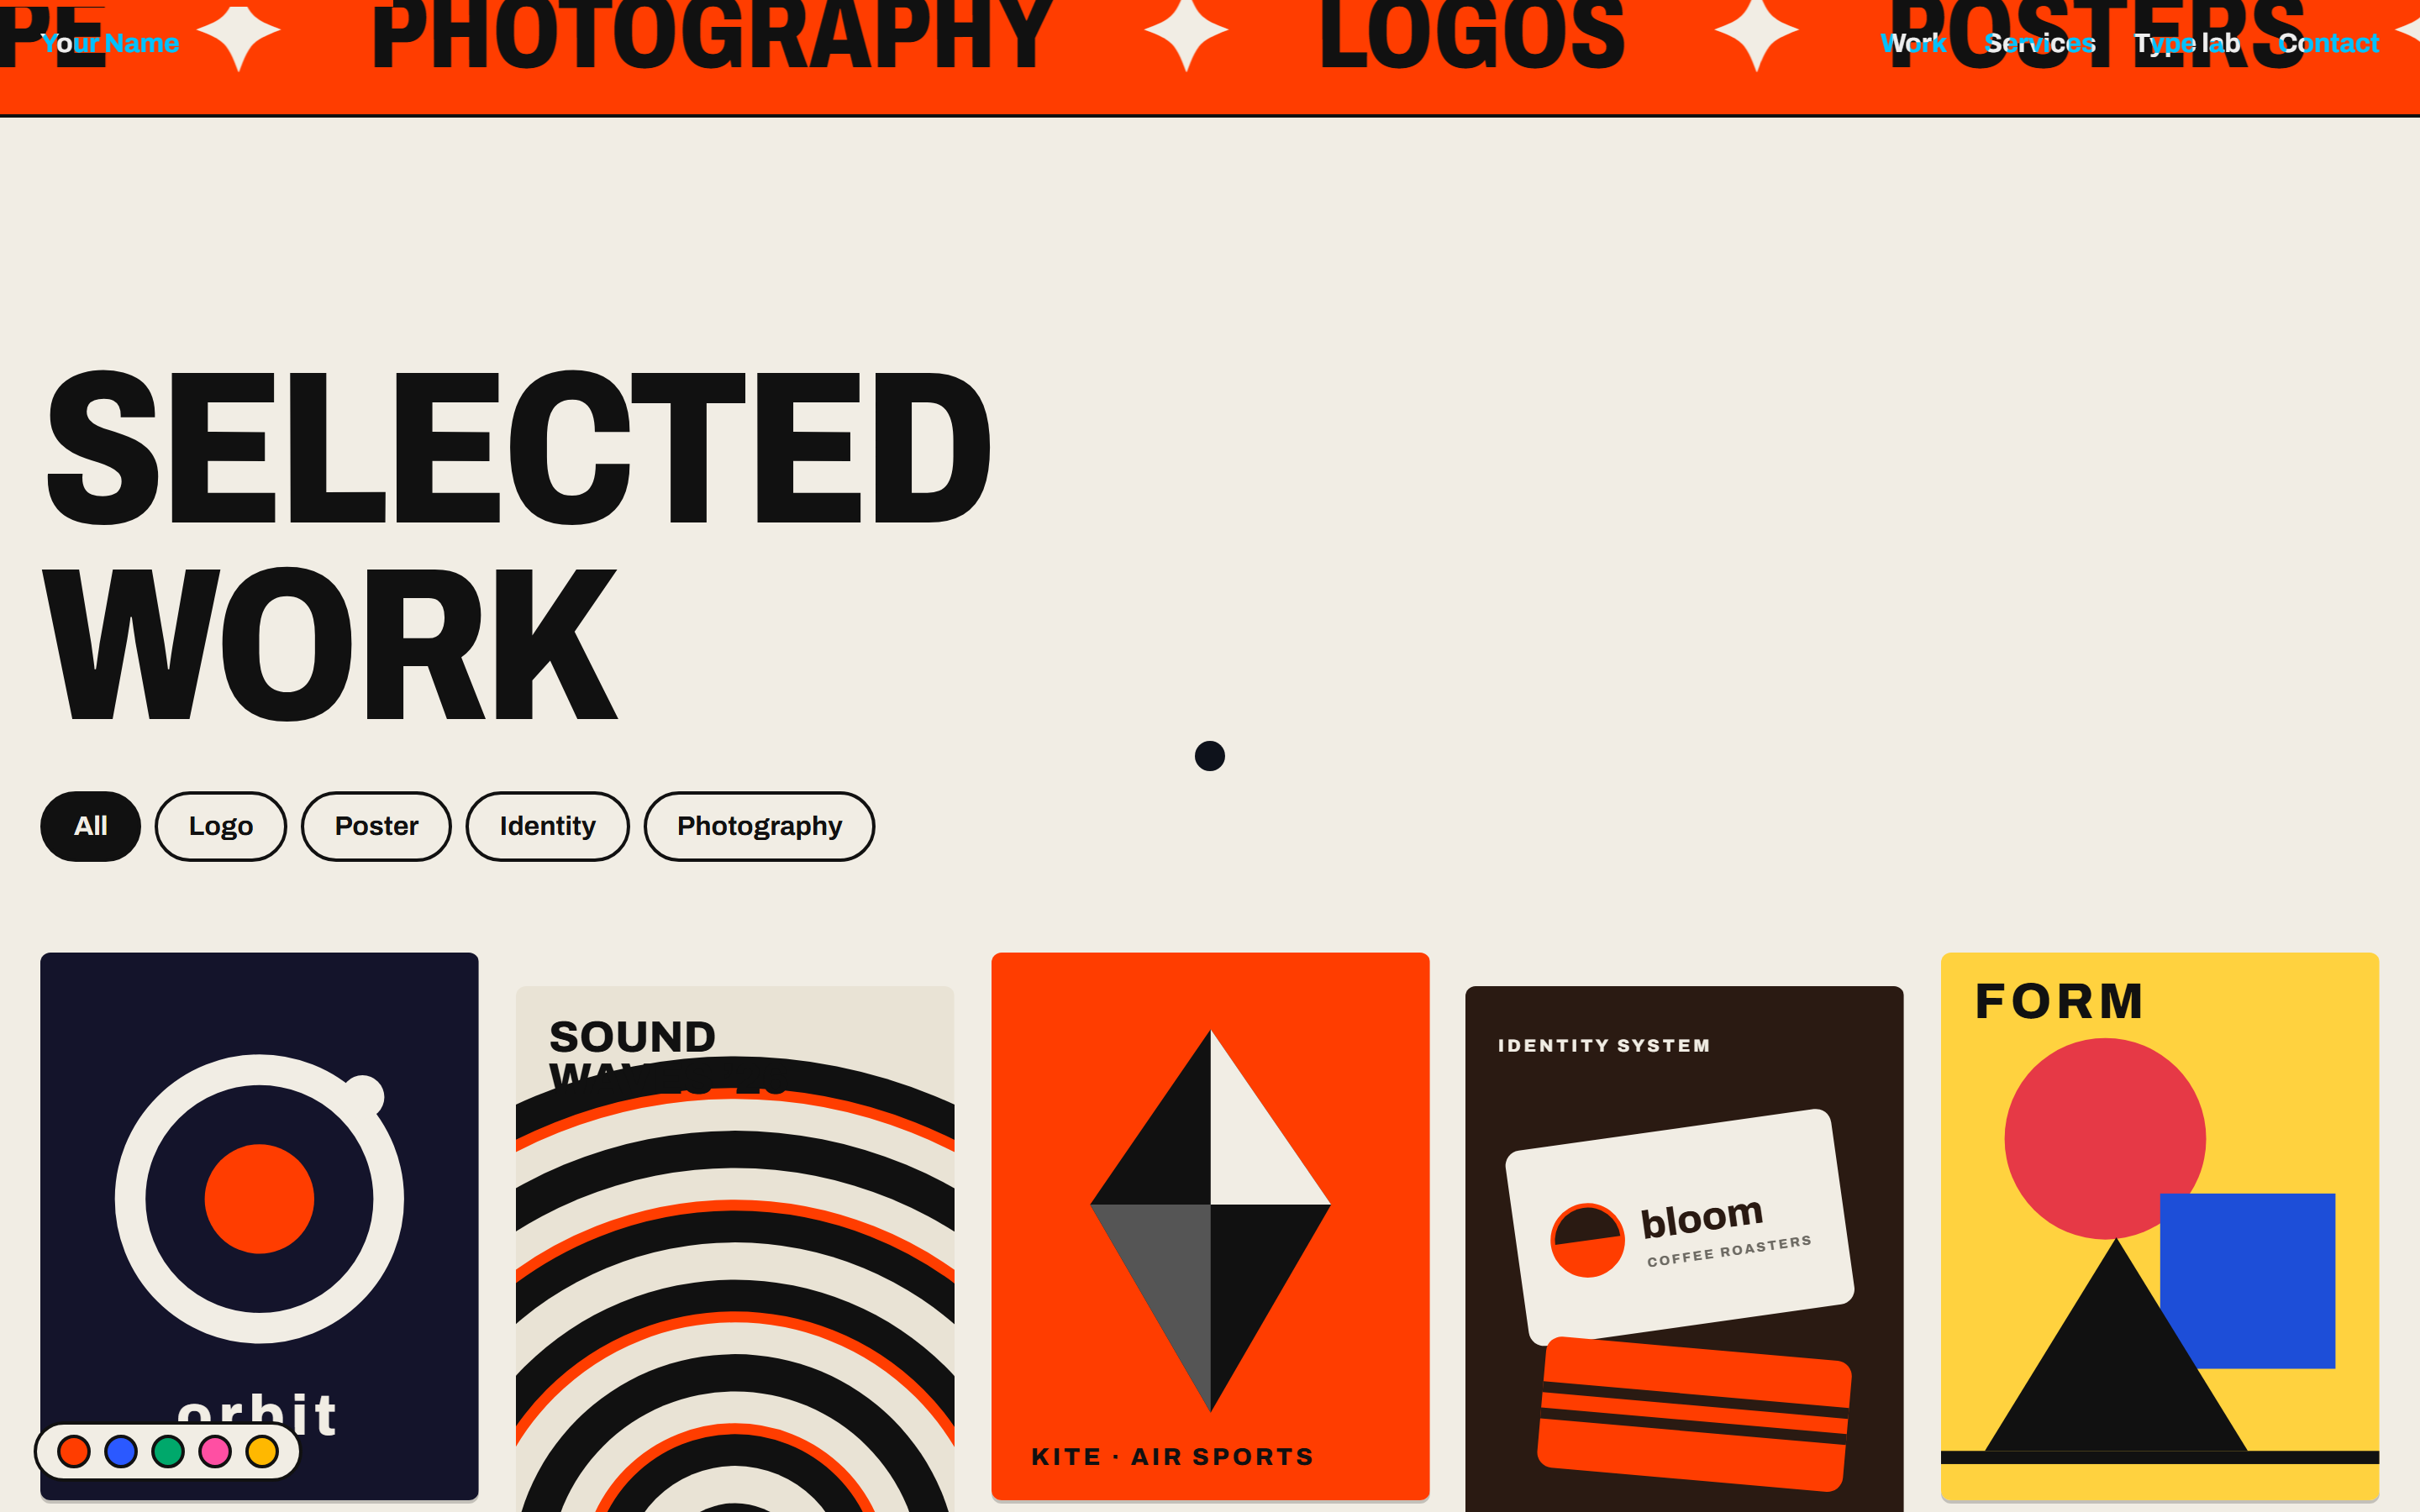 PE PHOTOGRAPHY LOGOS POSTERS
Your Name
Work Services Type lab Contact
SELECTED
WORK
All Logo Poster Identity Photography
orbit
SOUND
KITE · AIR SPORTS
IDENTITY SYSTEM
bloom
COFFEE ROASTERS
FORM